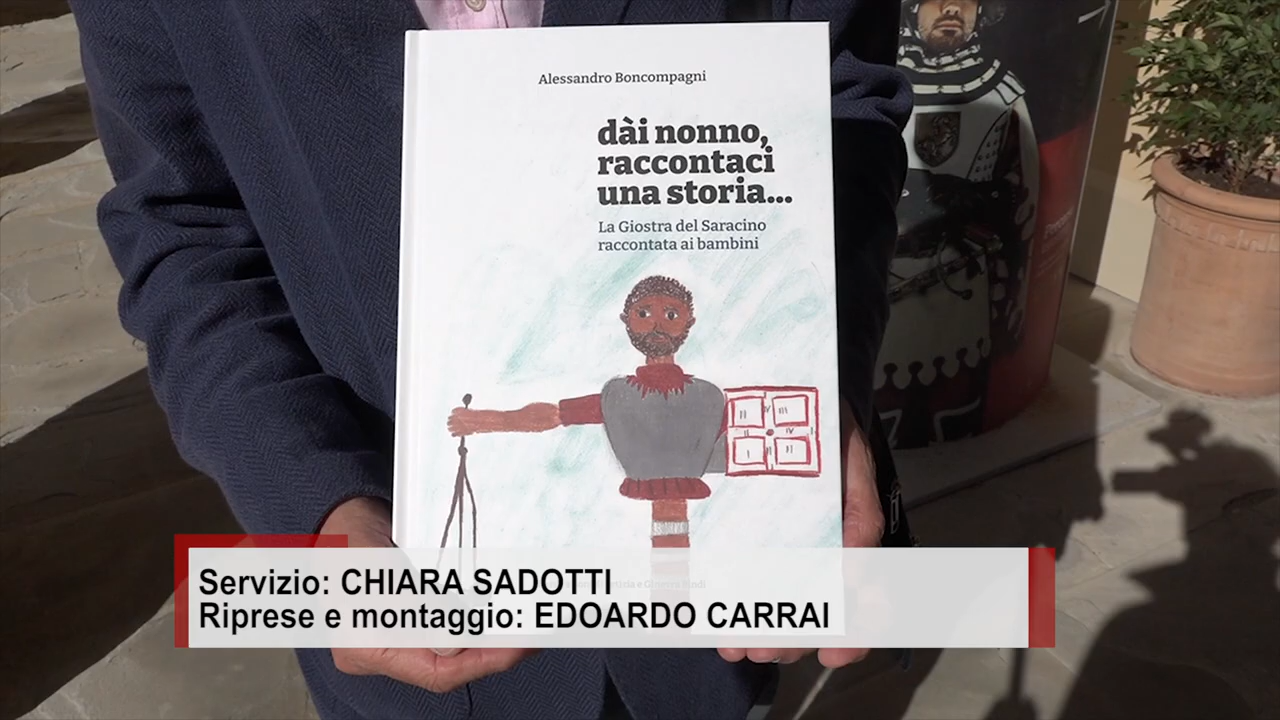 Alessandro Boncompagni
dài nonno,
raccontaci
una storia...
La Giostra del Saracino
raccontata ai bambini
Servizio: CHIARA SADOTTI
Riprese e montaggio: EDOARDO CARRAI